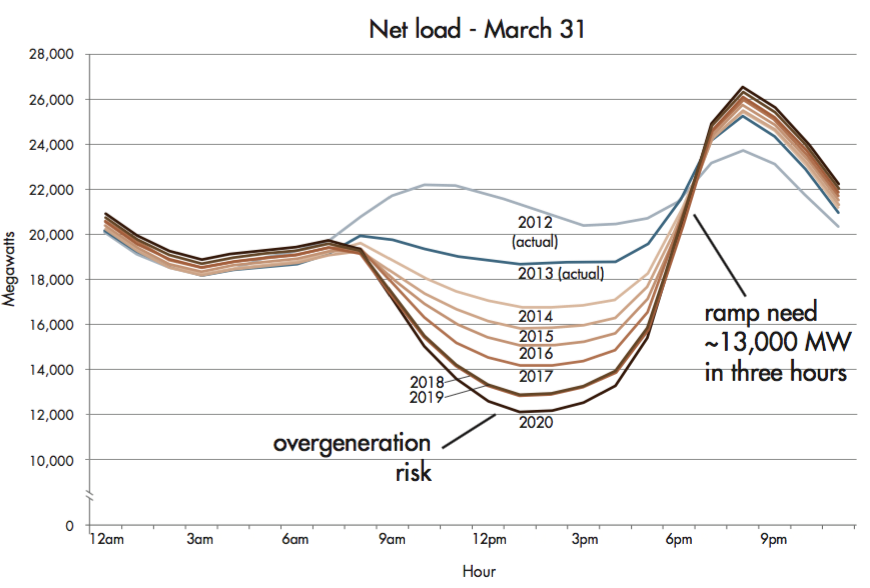 Net load - March 31
28,000
26,000
24,000
22,000
20,000
18,000
16,000
14,000
12,000
10,000
0
Megawatts
2012
(actual)
2013 (actual)
2014
2015
2016
2017
2018
2019
2020
ramp need
~13,000 MW
in three hours
overgeneration
risk
12am
3am
6am
9am
12pm
3pm
6pm
9pm
Hour